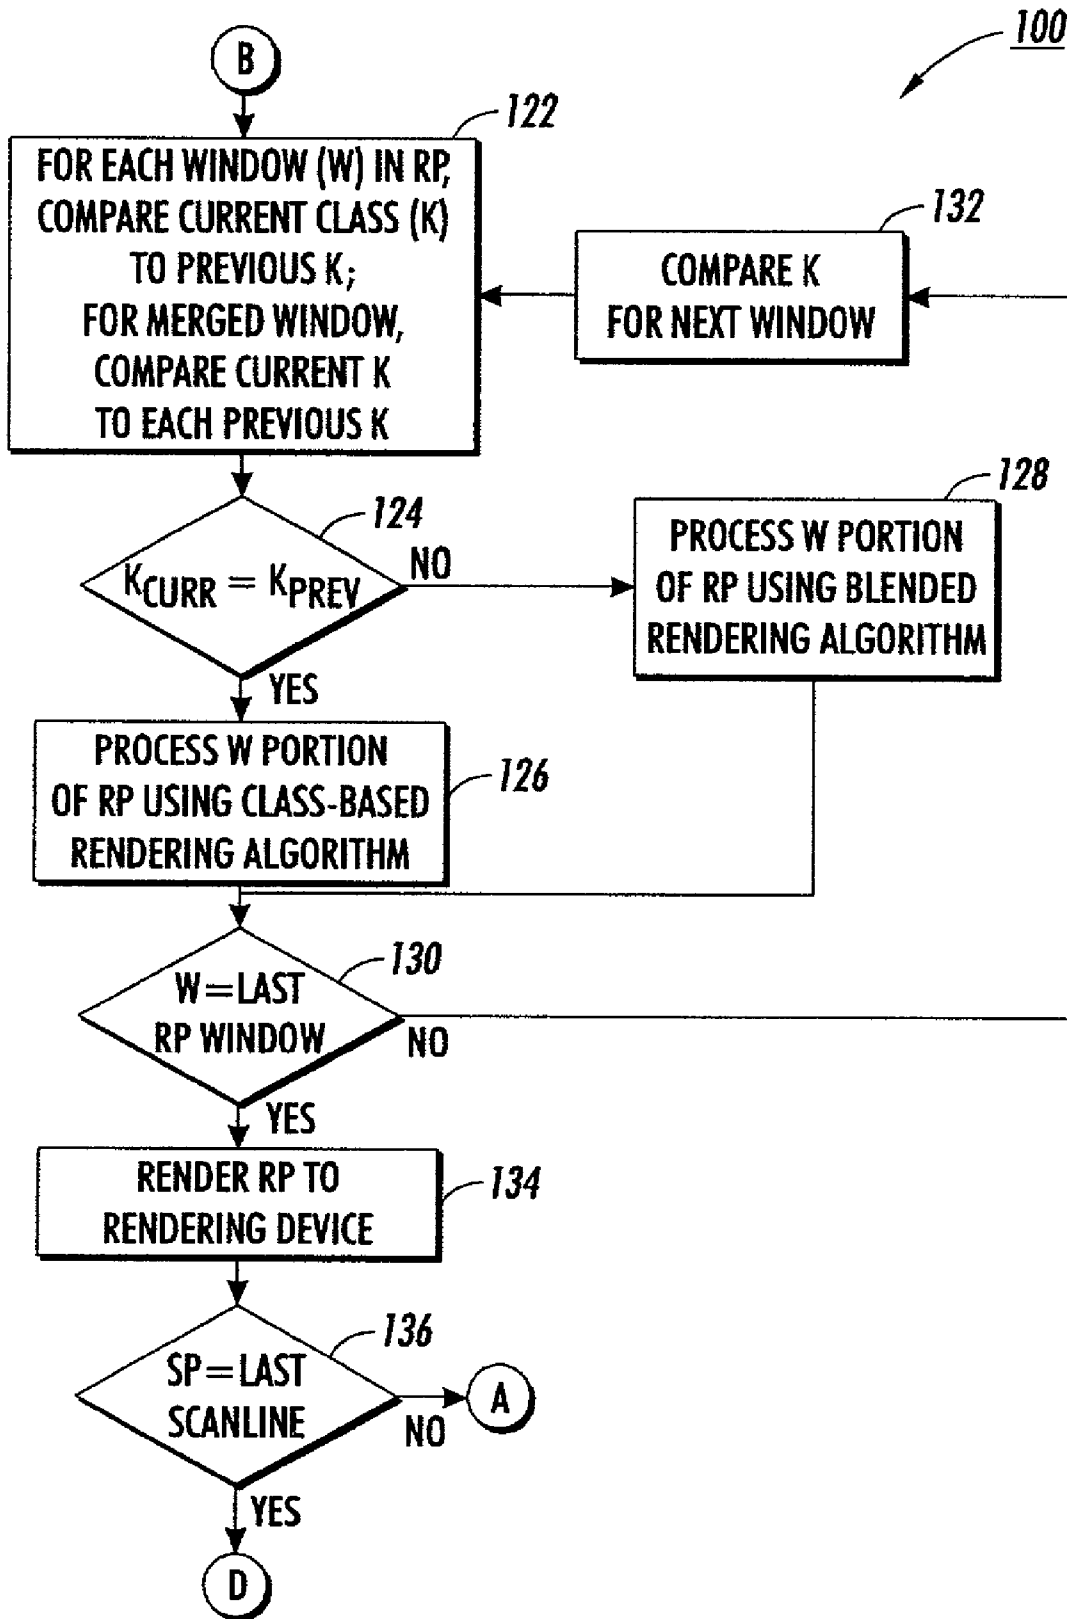 100
B
122
FOR EACH WINDOW (W) IN RP,
COMPARE CURRENT CLASS (K)
TO PREVIOUS K;
FOR MERGED WINDOW,
COMPARE CURRENT K
TO EACH PREVIOUS K
132
COMPARE K
FOR NEXT WINDOW
124
KCURR = KPREV
NO
YES
128
PROCESS W PORTION
OF RP USING BLENDED
RENDERING ALGORITHM
PROCESS W PORTION
OF RP USING CLASS-BASED
RENDERING ALGORITHM
126
130
W=LAST
RP WINDOW
NO
YES
RENDER RP TO
RENDERING DEVICE
134
136
SP=LAST
SCANLINE
NO
A
YES
D